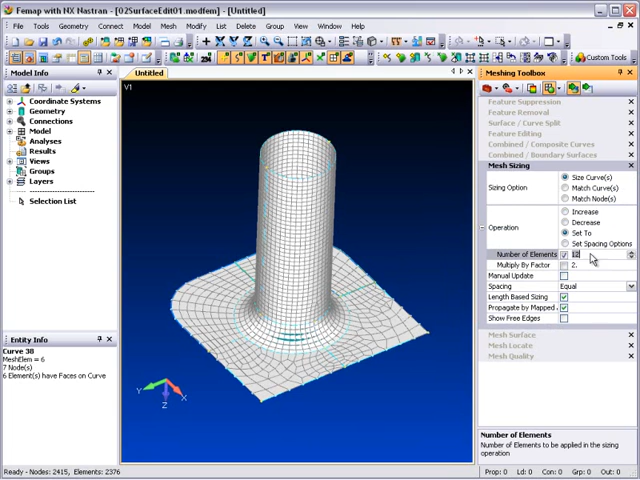 Femap with NX Nastran - [02SurfaceEdit01.modfem] - [Untitled]
File Tools Geometry Connect Model Mesh Modify List Delete Group View Window Help
Custom Tools
Model Info
Coordinate Systems
Geometry
Connections
Model
Analyses
Results
Groups
Views
Layers
Selection List
Entity Info
Curve 38
MeshElem = 6
7 Node(s)
6 Element(s) have Faces on Curve
Untitled
V1
Y
X
Z
Meshing Toolbox
Feature Suppression
Feature Removal
Surface / Curve Split
Feature Editing
Combined / Composite Curves
Combined / Boundary Surfaces
Mesh Sizing
Sizing Option
Size Curve(s)
Match Curve(s)
Match Node(s)
Operation
Increase
Decrease
Set To
Set Spacing Options
Number of Elements 12
Multiply By Factor 2.
Manual Update
Spacing Equal
Length Based Sizing
Propagate by Mapped
Show Free Edges
Mesh Surface
Mesh Locate
Mesh Quality
Number of Elements
Number of Elements to be applied in the sizing
operation
Ready - Nodes: 2415, Elements: 2376
Prop: 0 Ld: 0 Con: 0 Grp: 0 Out: 0